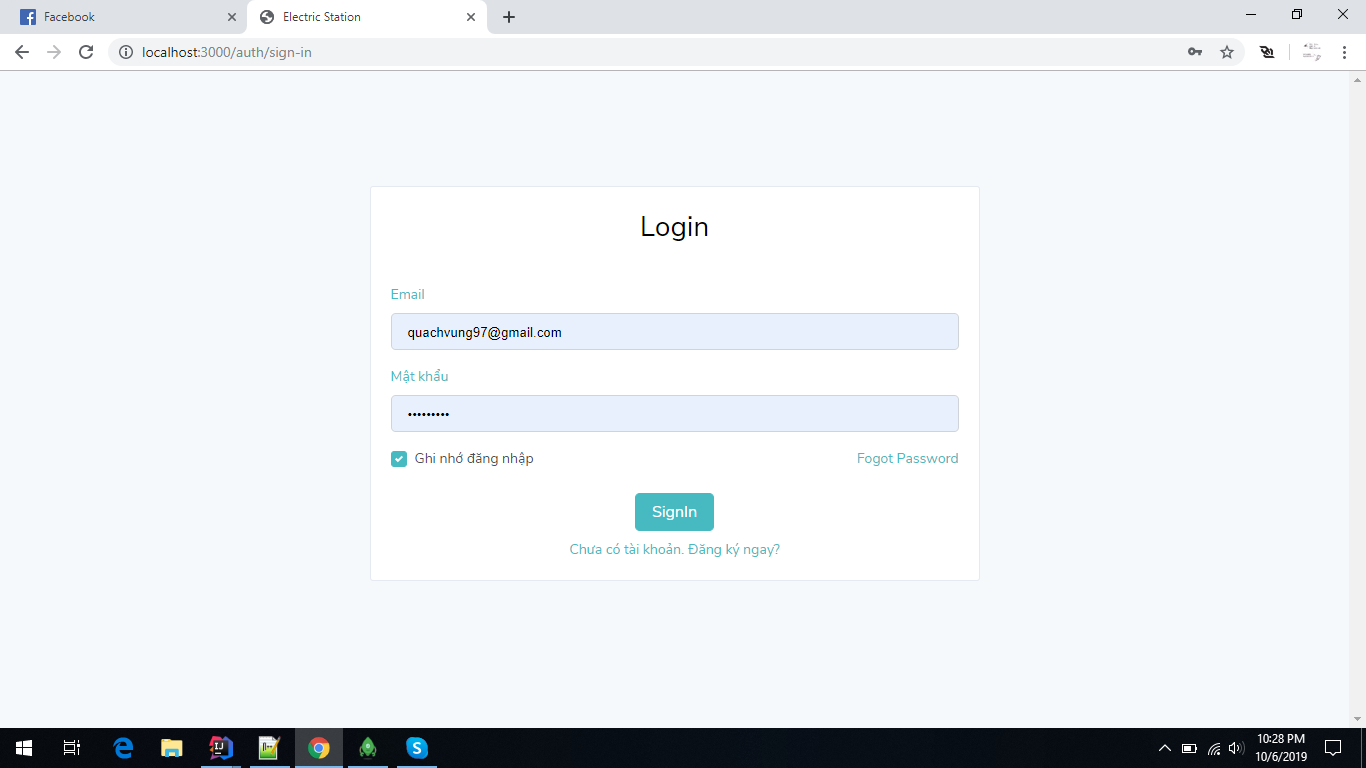 Facebook
Electric Station
localhost:3000/auth/sign-in
Login
Email
quachvung97@gmail.com
Mật khẩu
•••••••••
Ghi nhớ đăng nhập
Fogot Password
SignIn
Chưa có tài khoản. Đăng ký ngay?
10:28 PM
10/6/2019